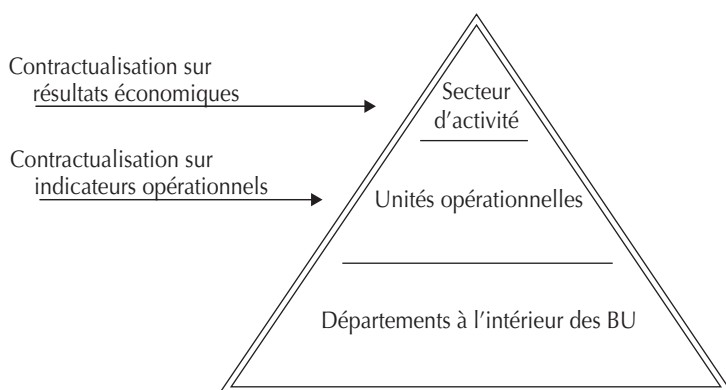 Contractualisation sur
résultats économiques
Secteur
d’activité
Contractualisation sur
indicateurs opérationnels
Unités opérationnelles
Départements à l’intérieur des BU